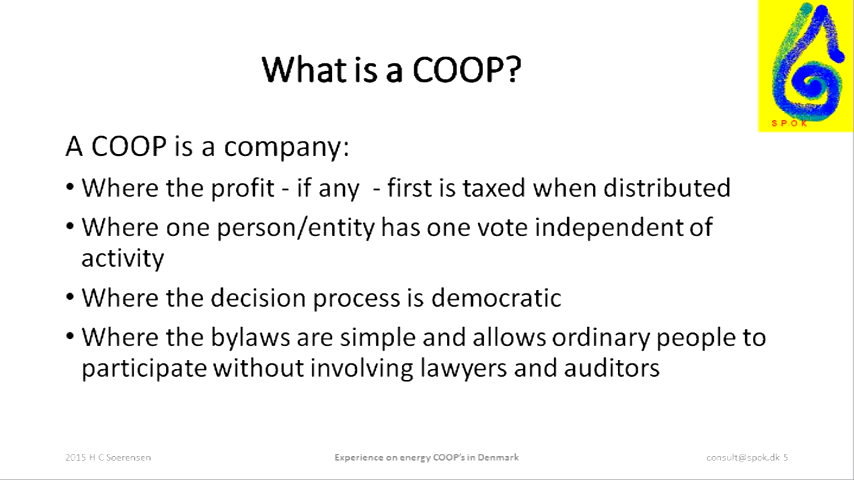 What is a COOP?
S P O K
A COOP is a company:
• Where the profit - if any - first is taxed when distributed
• Where one person/entity has one vote independent of
activity
• Where the decision process is democratic
• Where the bylaws are simple and allows ordinary people to
participate without involving lawyers and auditors
2015 H.C Soerensen
Experience on energy COOP's in Denmark
consult@spok.dk 5